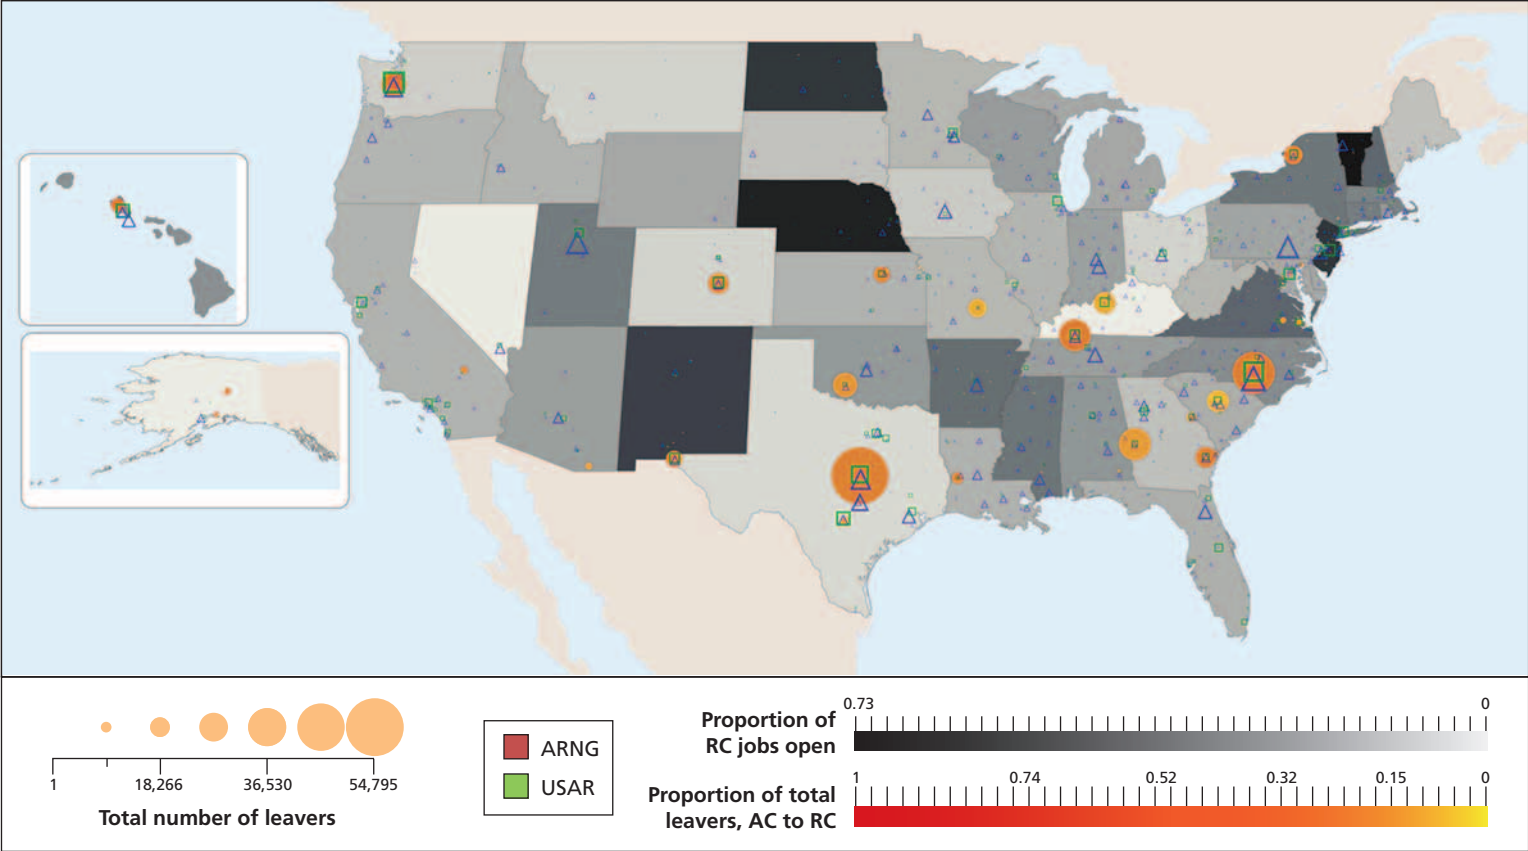 1
18,266
36,530
54,795
Total number of leavers
ARNG
USAR
0.73
0
Proportion of
RC jobs open
1
0.74
0.52
0.32
0.15
0
Proportion of total
leavers, AC to RC